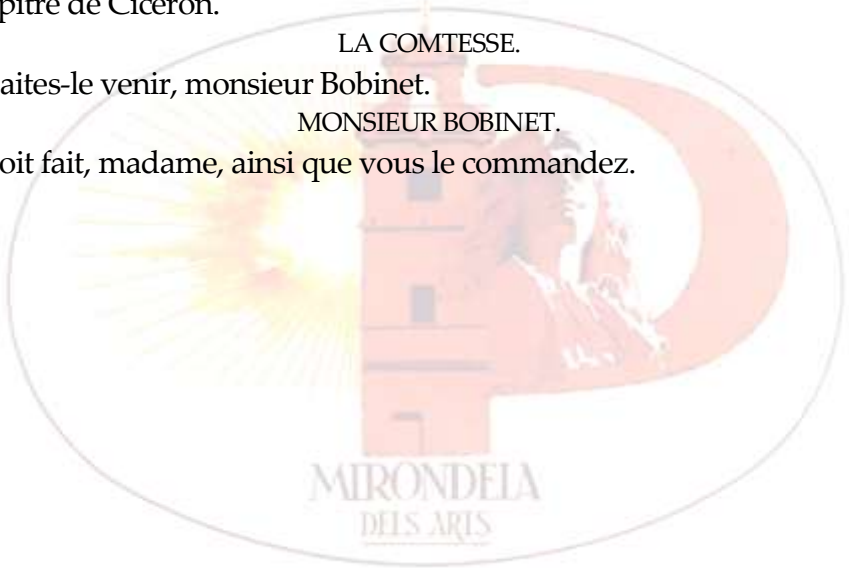 pitre de Cicéron.
LA COMTESSE.
aites-le venir, monsieur Bobinet.
MONSIEUR BOBINET.
oit fait, madame, ainsi que vous le commandez.
MIRONDELA
DELS ARTS